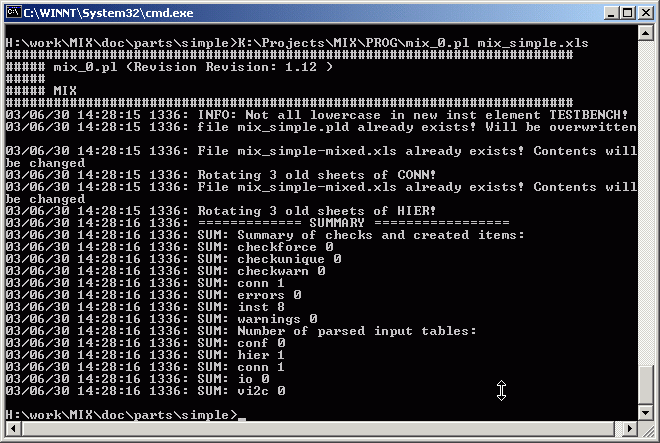 C:\WINNT\System32\cmd.exe
H:\work\MIX\doc\parts\simple>K:\Projects\MIX\PROG\mix_0.pl mix_simple.xls
#######################################################################
##### mix_0.pl (Revision Revision: 1.12 )
#####
##### MIX
#######################################################################
03/06/30 14:28:15 1336: INFO: Not all lowercase in new inst element TESTBENCH!
03/06/30 14:28:15 1336: file mix_simple.pld already exists! Will be overwritten
03/06/30 14:28:15 1336: File mix_simple-mixed.xls already exists! Contents will
be changed
03/06/30 14:28:15 1336: Rotating 3 old sheets of CONN!
03/06/30 14:28:15 1336: File mix_simple-mixed.xls already exists! Contents will
be changed
03/06/30 14:28:15 1336: Rotating 3 old sheets of HIER!
03/06/30 14:28:16 1336: ============= SUMMARY =================
03/06/30 14:28:16 1336: SUM: Summary of checks and created items:
03/06/30 14:28:16 1336: SUM: checkforce 0
03/06/30 14:28:16 1336: SUM: checkunique 0
03/06/30 14:28:16 1336: SUM: checkwarn 0
03/06/30 14:28:16 1336: SUM: conn 1
03/06/30 14:28:16 1336: SUM: errors 0
03/06/30 14:28:16 1336: SUM: inst 8
03/06/30 14:28:16 1336: SUM: warnings 0
03/06/30 14:28:16 1336: SUM: Number of parsed input tables:
03/06/30 14:28:16 1336: SUM: conf 0
03/06/30 14:28:16 1336: SUM: hier 1
03/06/30 14:28:16 1336: SUM: conn 1
03/06/30 14:28:16 1336: SUM: io 0
03/06/30 14:28:16 1336: SUM: vi2c 0
H:\work\MIX\doc\parts\simple>_